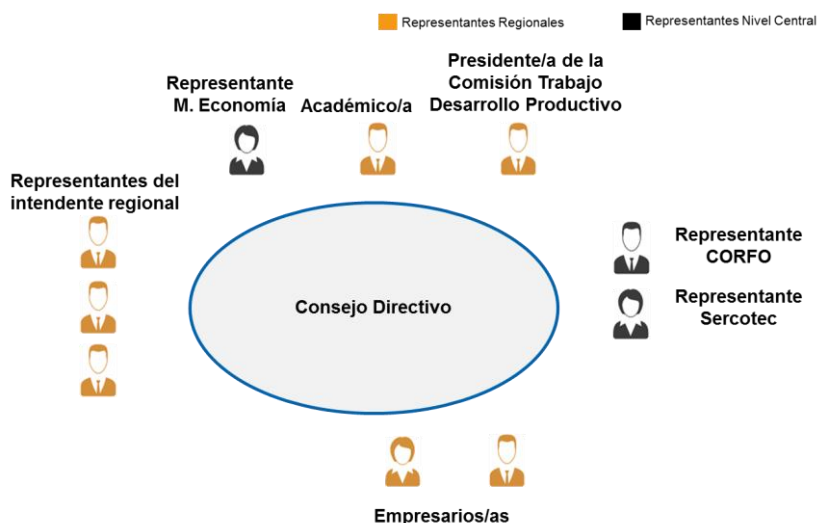 Representantes Regionales
Representantes Nivel Central
Representante
M. Economía
Académico/a
Presidente/a de la
Comisión Trabajo
Desarrollo Productivo
Representantes del
intendente regional
Representante
CORFO
Representante
Sercotec
Consejo Directivo
Empresarios/as